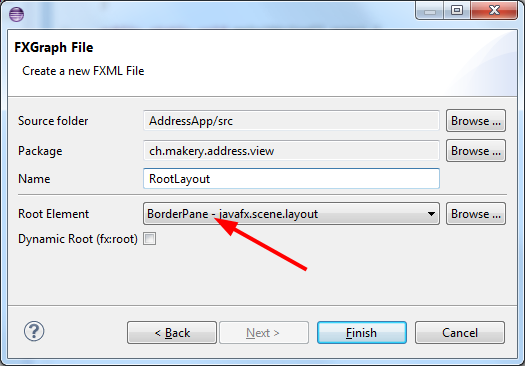 FXGraph File
Create a new FXML File
Source folder AddressApp/src Browse ...
Package ch.makery.address.view
Name RootLayout Browse ...
Root Element BorderPane - javafx.scene.layout Browse ...
Dynamic Root (fx:root)
? < Back Next > Finish Cancel